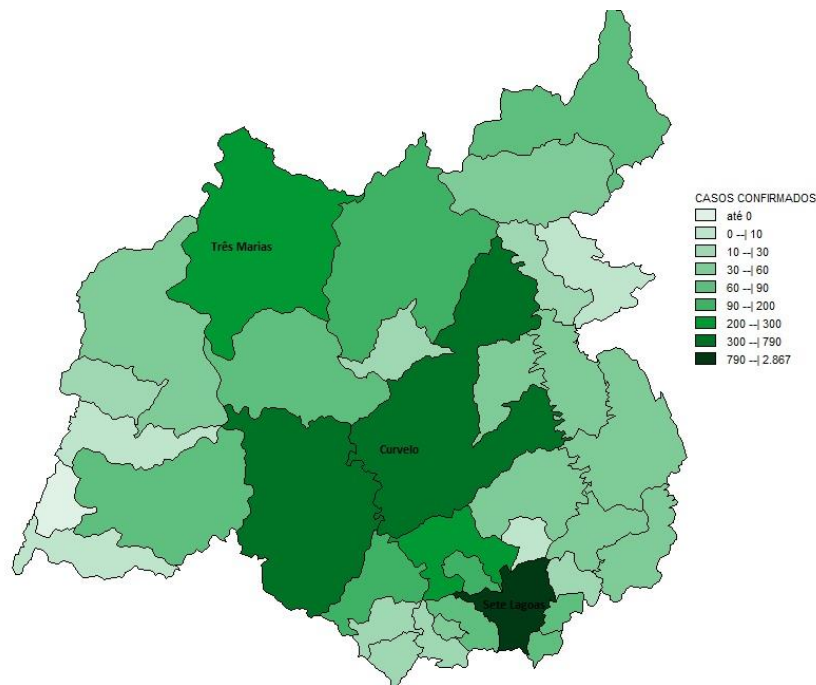 Três Marias
CASOS CONFIRMADOS
até 0
0 --| 10
10 --| 30
30 --| 60
60 --| 90
90 --| 200
200 --| 300
300 --| 790
790 --| 2.867
Curvelo
Sete Lagoas